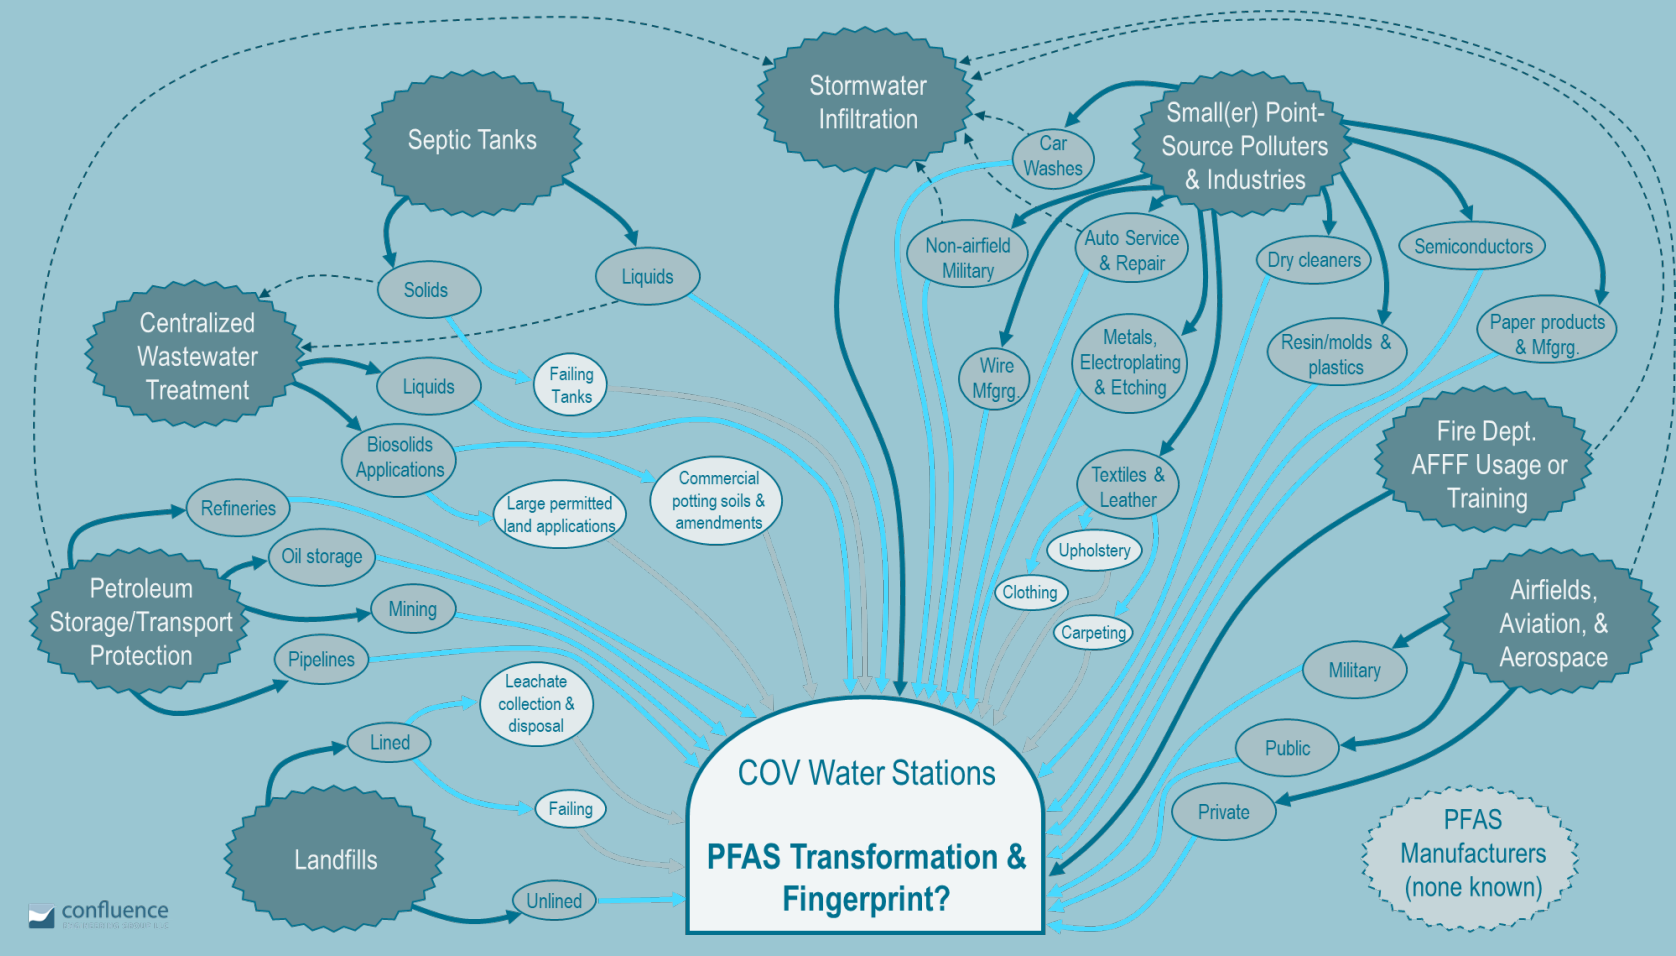 Stormwater
Infiltration
Septic Tanks
Small(er) Point-
Source Polluters
& Industries
Car
Washes
Non-airfield
Military
Auto Service
& Repair
Dry cleaners
Semiconductors
Solids
Liquids
Centralized
Wastewater
Treatment
Paper products
& Mfgrg.
Resin/molds &
plastics
Metals,
Electroplating
& Etching
Wire
Mfgrg.
Failing
Tanks
Liquids
Biosolids
Applications
Fire Dept.
AFFF Usage or
Training
Textiles &
Leather
Commercial
potting soils &
amendments
Large permitted
land applications
Refineries
Oil storage
Upholstery
Clothing
Carpeting
Petroleum
Storage/Transport
Protection
Mining
Pipelines
Airfields,
Aviation, &
Aerospace
Military
Leachate
collection &
disposal
Lined
Public
Failing
Private
COV Water Stations
PFAS Transformation &
Fingerprint?
Landfills
Unlined
PFAS
Manufacturers
(none known)
confluence